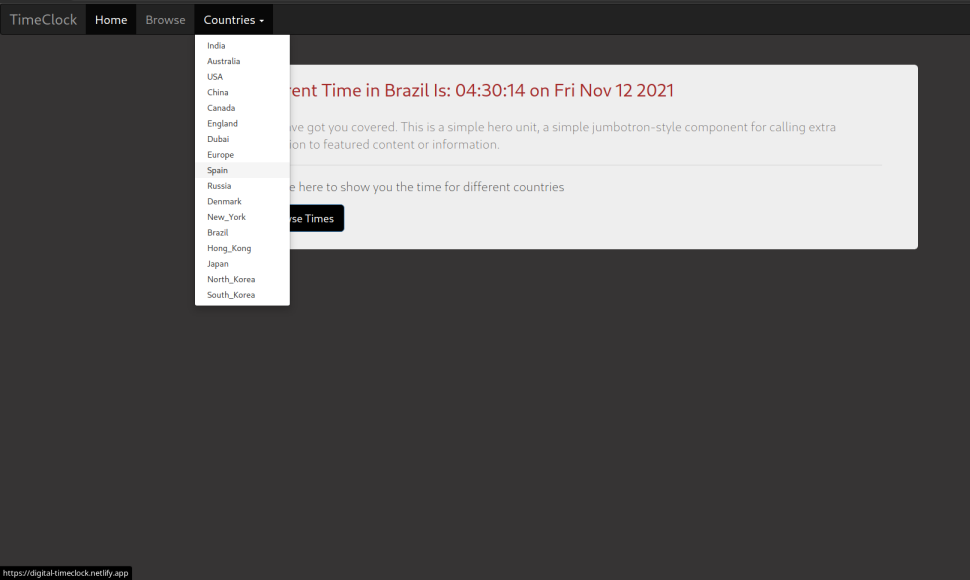 TimeClock Home Browse Countries
India
Australia
USA
China
Canada
England
Dubai
Europe
Spain
Russia
Denmark
New_York
Brazil
Hong_Kong
Japan
North_Korea
South_Korea
rent Time in Brazil Is: 04:30:14 on Fri Nov 12 2021
ve got you covered. This is a simple hero unit, a simple jumbotron-style component for calling extra
ion to featured content or information.
e here to show you the time for different countries
se Times
https://digital-timeclock.netlify.app